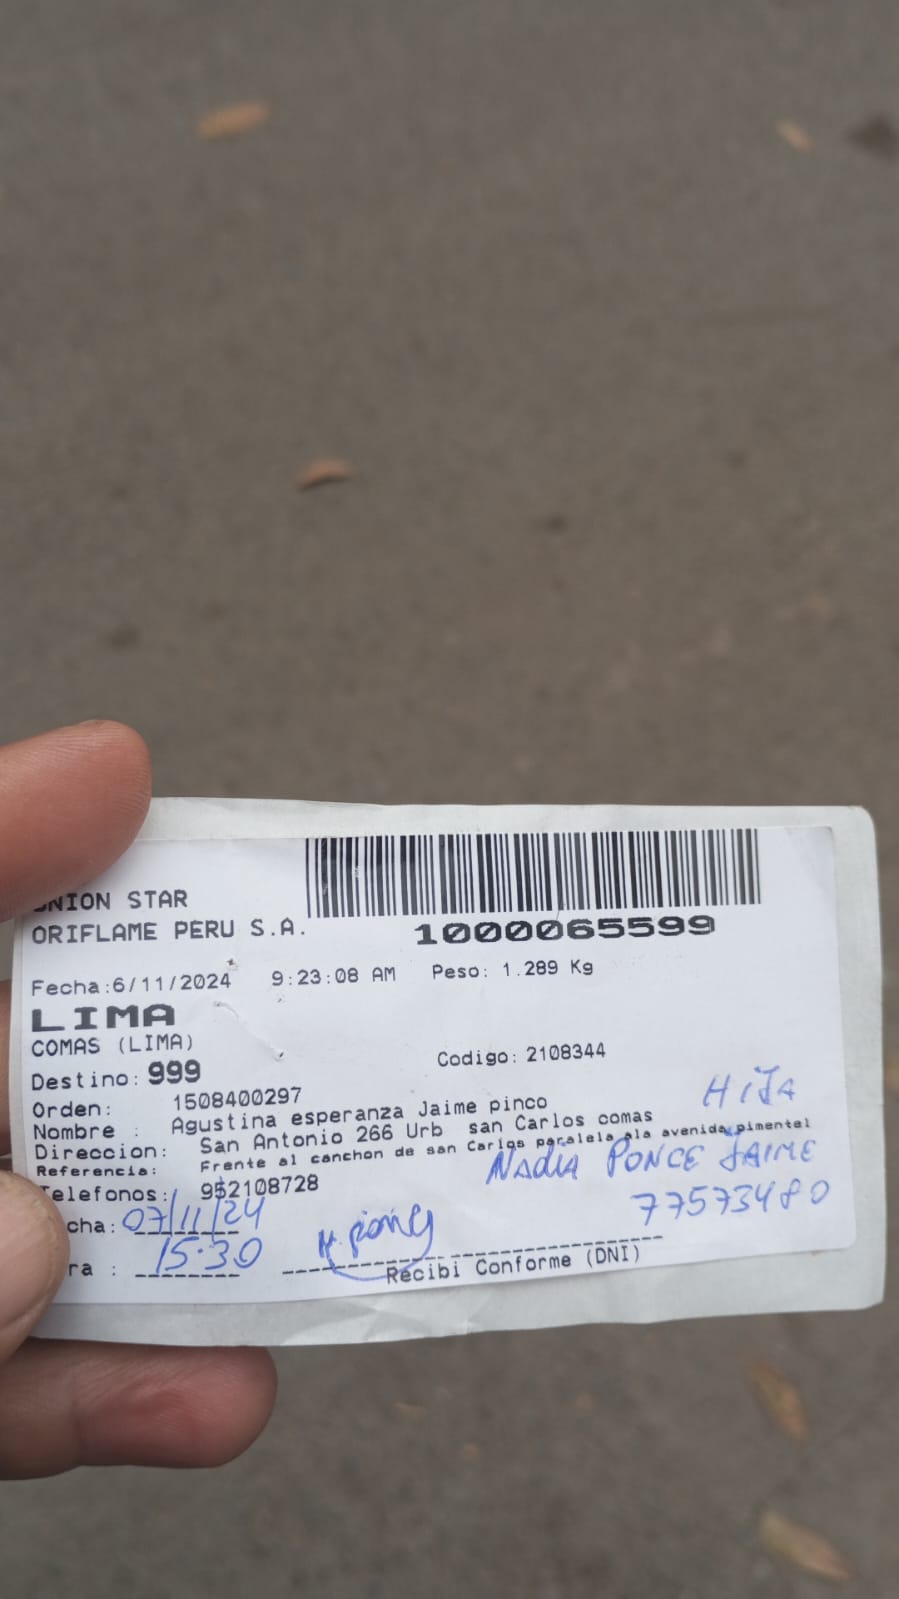 UNION STAR
ORIFLAME PERU S.A.
1000065599
Fecha:6/11/2024 9:23:08 AM Peso: 1.289 Kg
LIMA
COMAS (LIMA)
Destino: 999 Codigo: 2108344
Orden: 1508400297
Nombre : Agustina esperanza Jaime pinco
HIJA
Direccion: San Antonio 266 Urb san Carlos comas
Referencia: Frente al canchon de san Carlos paralela ala avenida pimentel
NADIA PONCE JAIME
Telefonos: 952108728
77573480
cha: 07/11/24
ra : 15:30
Recibi Conforme (DNI)